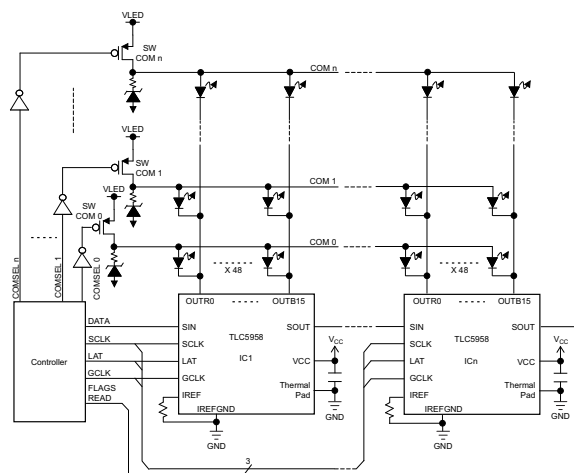 VLED
SW
COM n
COM n
VLED
SW
COM 1
COM 1
VLED
SW
COM 0
COM 0
COMSEL n
COMSEL 1
COMSEL 0
X 48
X 48
OUTR0 OUTB15
OUTR0 OUTB15
Controller
DATA
SCLK
LAT
GCLK
FLAGS
READ
SIN
SCLK
LAT
GCLK
IREF
IREFGND
TLC5958
IC1
SOUT
VCC
Thermal
Pad
VCC
GND
GND
SIN
SCLK
LAT
GCLK
IREF
IREFGND
TLC5958
ICn
SOUT
VCC
Thermal
Pad
VCC
GND
GND
3